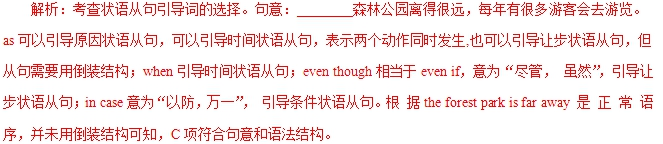 解析：考查状语从句引导词的选择。句意：________森林公园离得很远，每年有很多游客会去游览。
as 可以引导原因状语从句，可以引导时间状语从句，表示两个动作同时发生,也可以引导让步状语从句，但
从句需要用倒装结构；when 引导时间状语从句；even though 相当于 even if，意为“尽管， 虽然”，引导让
步状语从句；in case 意为“以防，万一”， 引导条件状语从句。根 据 the forest park is far away 是 正 常 语
序，并未用倒装结构可知，C 项符合句意和语法结构。